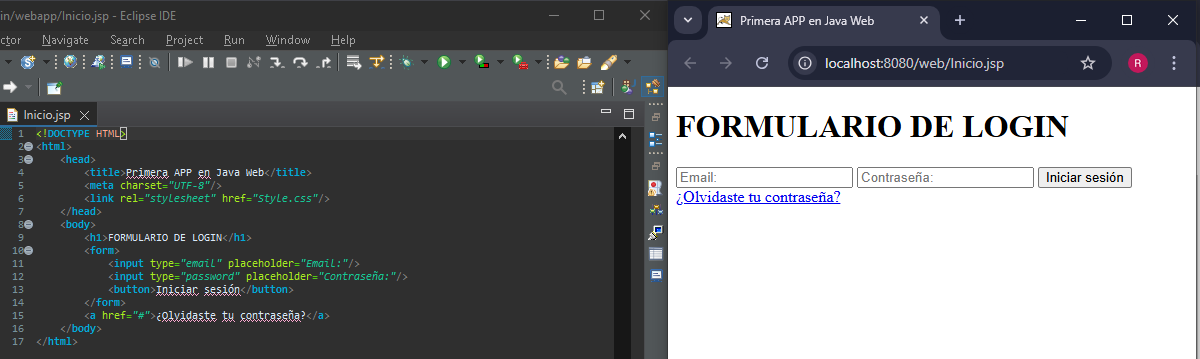 in/webapp/Inicio.jsp - Eclipse IDE
ctor Navigate Search Project Run Window Help
Inicio.jsp
1 <!DOCTYPE HTML>
2 <html>
3 <head>
4 <title>Primera APP en Java Web</title>
5 <meta charset="UTF-8"/>
6 <link rel="stylesheet" href="Style.css"/>
7 </head>
8 <body>
9 <h1>FORMULARIO DE LOGIN</h1>
10 <form>
11 <input type="email" placeholder="Email:"/>
12 <input type="password" placeholder="Contraseña:"/>
13 <button>Iniciar sesión</button>
14 </form>
15 <a href="#">¿Olvidaste tu contraseña?</a>
16 </body>
17 </html>
Primera APP en Java Web
localhost:8080/web/Inicio.jsp
R
FORMULARIO DE LOGIN
Email: Contraseña: Iniciar sesión
¿Olvidaste tu contraseña?